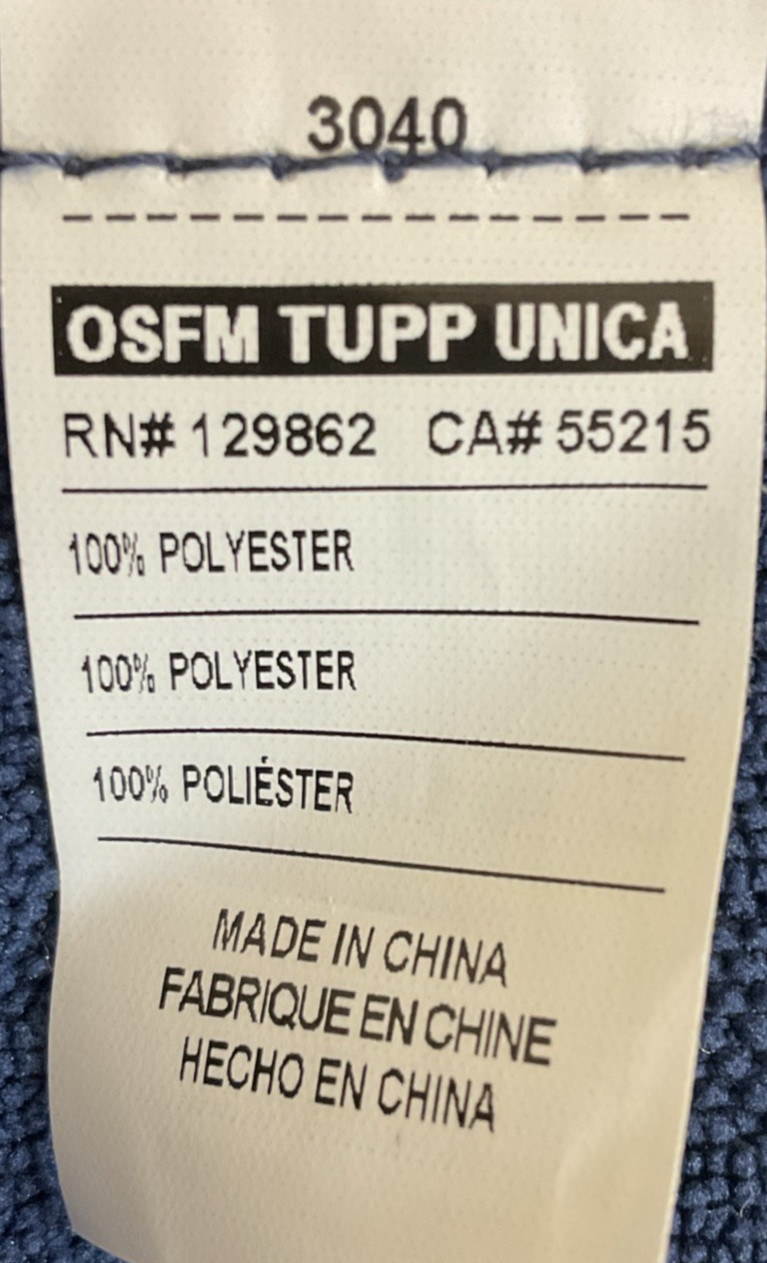 3040
OSFM TUPP UNICA
RN# 129862 CA# 55215
100% POLYESTER
100% POLYESTER
100% POLIÉSTER
MADE IN CHINA
FABRIQUE EN CHINE
HECHO EN CHINA